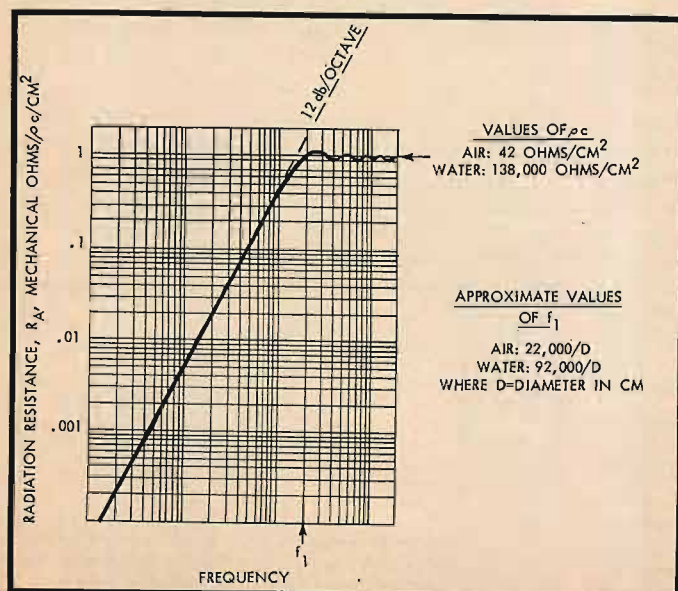 RADIATION RESISTANCE, R_A, MECHANICAL OHMS/ρc/CM²
12 db/OCTAVE
1
.1
.01
.001
f₁
FREQUENCY
VALUES OF ρc
AIR: 42 OHMS/CM²
WATER: 138,000 OHMS/CM²
APPROXIMATE VALUES
OF f₁
AIR: 22,000/D
WATER: 92,000/D
WHERE D=DIAMETER IN CM